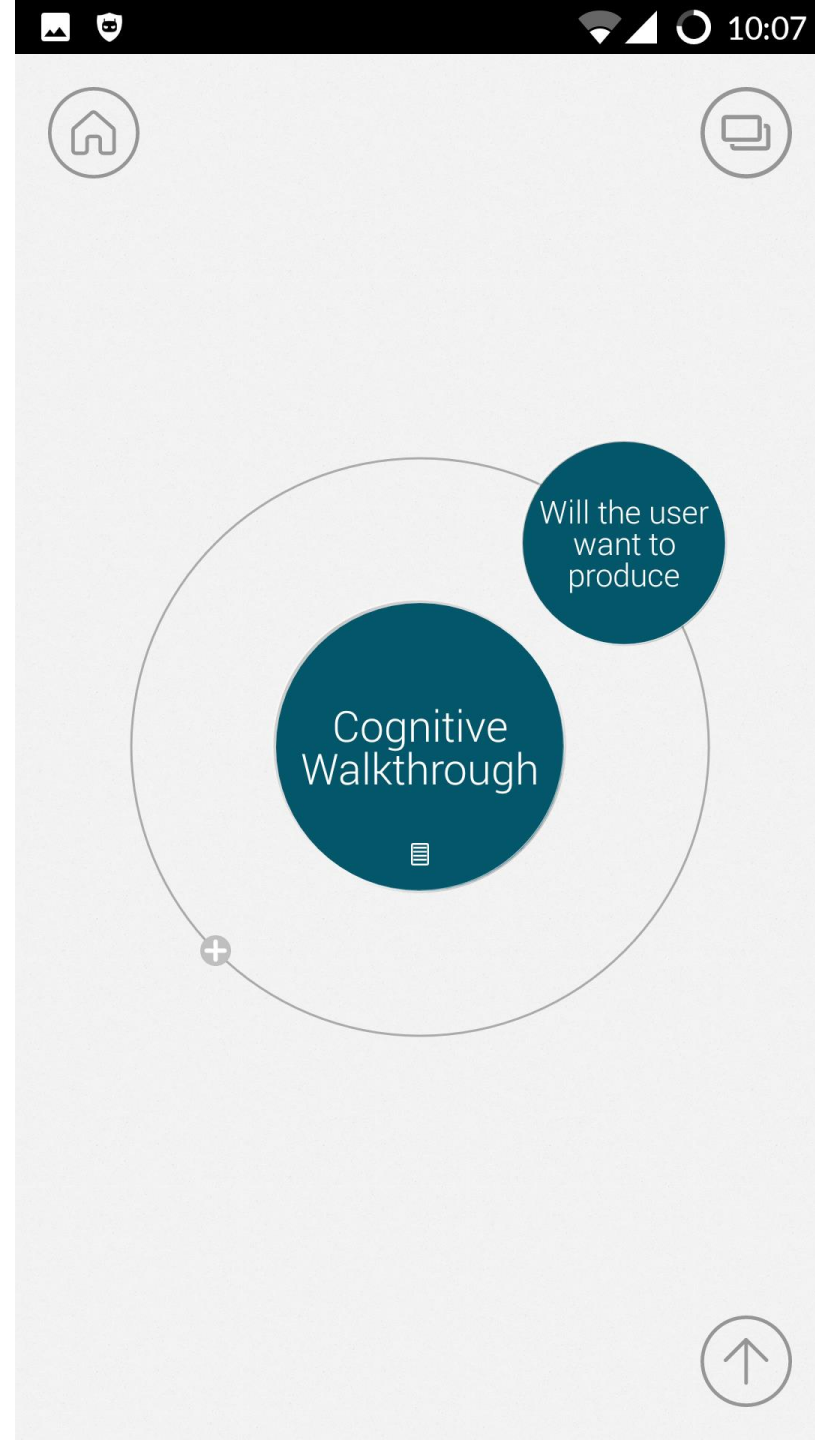 10:07
Will the user
want to
produce
Cognitive
Walkthrough